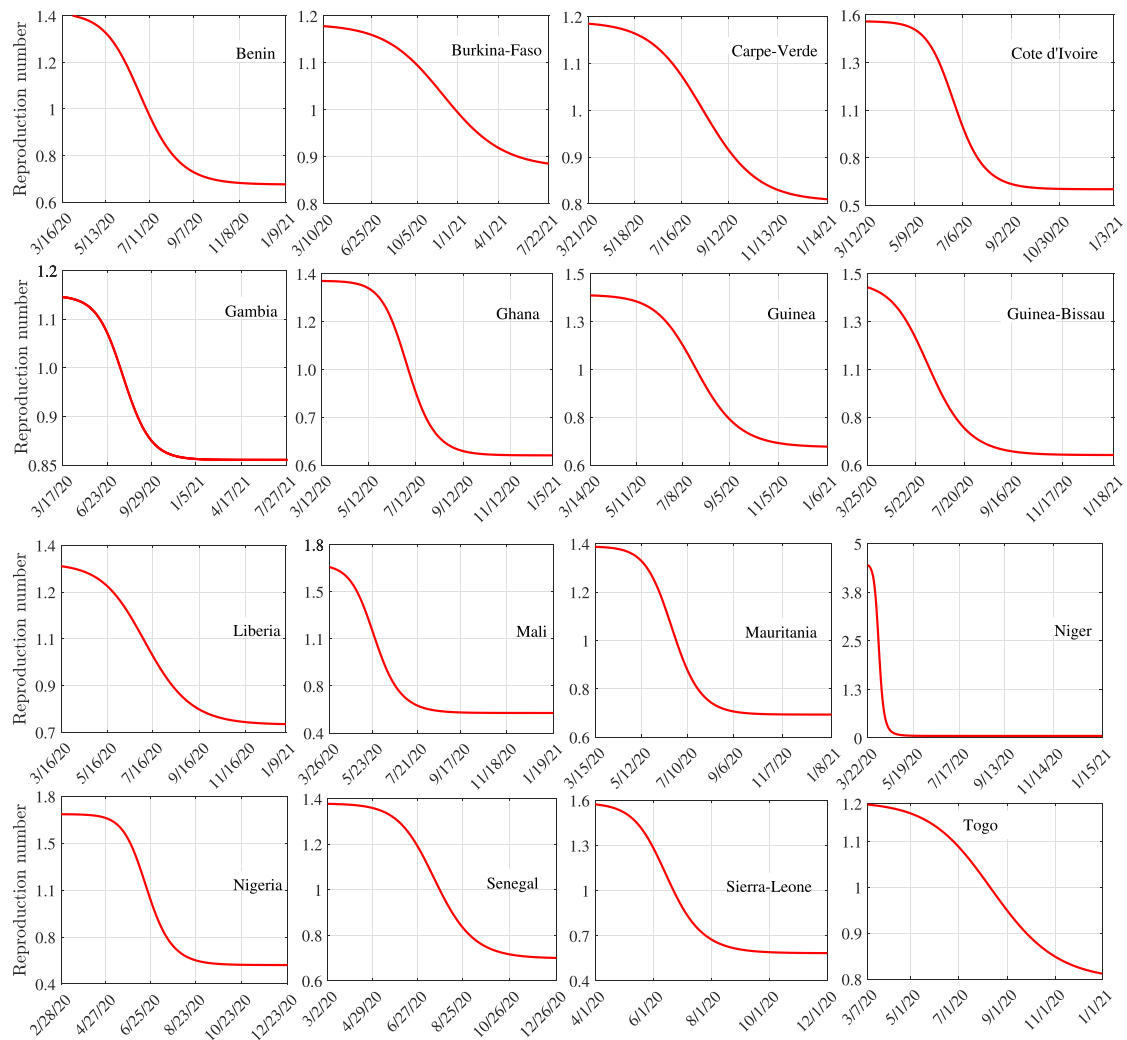 Reproduction number
1.4
1.2
1
0.8
0.6
Benin
3/16/20 5/13/20 7/11/20 9/7/20 11/8/20 1/9/21
1.2
1.1
1
0.9
0.8
Burkina-Faso
3/10/20 6/25/20 10/5/20 1/1/21 4/1/21 7/22/21
1.2
1.1
1
0.9
0.8
Carpe-Verde
3/21/20 5/18/20 7/16/20 9/12/20 11/13/20 1/14/21
1.6
1.3
1.1
0.8
0.5
Cote d'Ivoire
3/12/20 5/9/20 7/6/20 9/2/20 10/30/20 1/3/21
Reproduction number
1.2
1.1
1.0
0.9
0.85
Gambia
3/17/20 6/23/20 9/29/20 1/5/21 4/17/21 7/27/21
1.4
1.2
1.0
0.7
0.6
Ghana
3/12/20 5/12/20 7/12/20 9/12/20 11/12/20 1/5/21
1.5
1.3
1.1
0.8
0.6
Guinea
3/14/20 5/11/20 7/8/20 9/5/20 11/5/20 1/6/21
1.5
1.3
1.1
0.8
0.6
Guinea-Bissau
3/25/20 5/22/20 7/20/20 9/16/20 11/17/20 1/18/21
Reproduction number
1.4
1.2
1.1
0.9
0.7
Liberia
3/16/20 5/16/20 7/16/20 9/16/20 11/16/20 1/9/21
1.8
1.5
1.1
0.8
0.4
Mali
3/26/20 5/23/20 7/21/20 9/17/20 11/18/20 1/19/21
1.4
1.2
1
0.8
0.6
Mauritania
3/15/20 5/12/20 7/10/20 9/6/20 11/7/20 1/8/21
5
3.8
2.5
1.3
0
Niger
3/22/20 5/19/20 7/17/20 9/13/20 11/14/20 1/15/21
Reproduction number
1.8
1.5
1.1
0.8
0.4
Nigeria
2/28/20 4/27/20 6/25/20 8/23/20 10/23/20 12/23/20
1.4
1.2
1
0.8
0.6
Senegal
3/2/20 4/29/20 6/27/20 8/25/20 10/26/20 12/26/20
1.6
1.3
1
0.7
0.4
Sierra-Leone
4/1/20 6/1/20 8/1/20 10/1/20 12/1/20
1.2
1.1
1
0.9
0.8
Togo
3/7/20 5/1/20 7/1/20 9/1/20 11/1/20 1/1/21